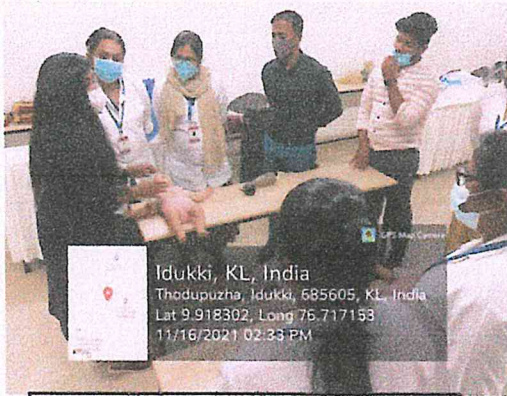 GPS Map Camera
Idukki, KL, India
Thodupuzha, Idukki, 685605, KL, India
Lat 9.918302, Long 76.717153
11/16/2021 02:33 PM